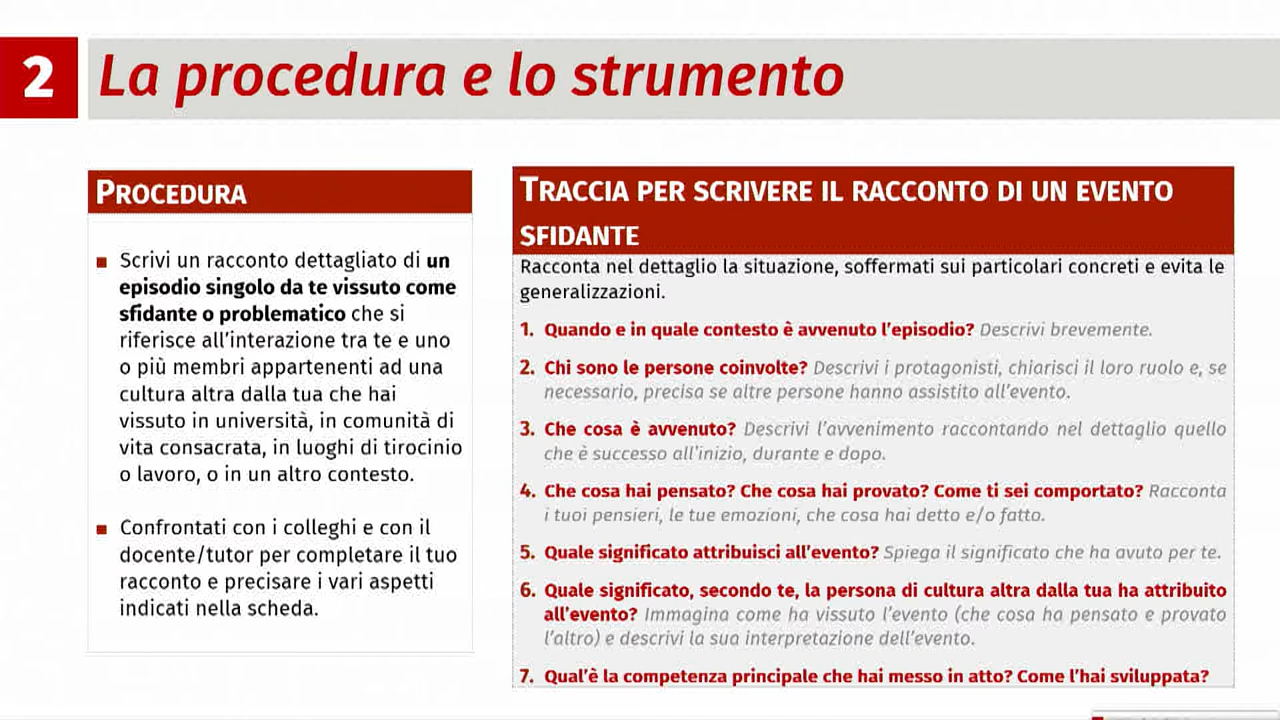 2
La procedura e lo strumento
PROCEDURA
Scrivi un racconto dettagliato di un
episodio singolo da te vissuto come
sfidante o problematico che si
riferisce all'interazione tra te e uno
o più membri appartenenti ad una
cultura altra dalla tua che hai
vissuto in università, in comunità di
vita consacrata, in luoghi di tirocinio
o lavoro, o in un altro contesto.
Confrontati con i colleghi e con il
docente/tutor per completare il tuo
racconto e precisare i vari aspetti
indicati nella scheda.
TRACCIA PER SCRIVERE IL RACCONTO DI UN EVENTO
SFIDANTE
Racconta nel dettaglio la situazione, soffermati sui particolari concreti e evita le
generalizzazioni.
1. Quando e in quale contesto è avvenuto l'episodio? Descrivi brevemente.
2. Chi sono le persone coinvolte? Descrivi i protagonisti, chiarisci il loro ruolo e, se
necessario, precisa se altre persone hanno assistito all'evento.
3. Che cosa è avvenuto? Descrivi l'avvenimento raccontando nel dettaglio quello
che è successo all'inizio, durante e dopo.
4. Che cosa hai pensato? Che cosa hai provato? Come ti sei comportato? Racconta
i tuoi pensieri, le tue emozioni, che cosa hai detto e/o fatto.
5. Quale significato attribuisci all'evento? Spiega il significato che ha avuto per te.
6. Quale significato, secondo te, la persona di cultura altra dalla tua ha attribuito
all'evento? Immagina come ha vissuto l'evento (che cosa ha pensato e provato
l'altro) e descrivi la sua interpretazione dell'evento.
7. Qual'è la competenza principale che hai messo in atto? Come l'hai sviluppata?